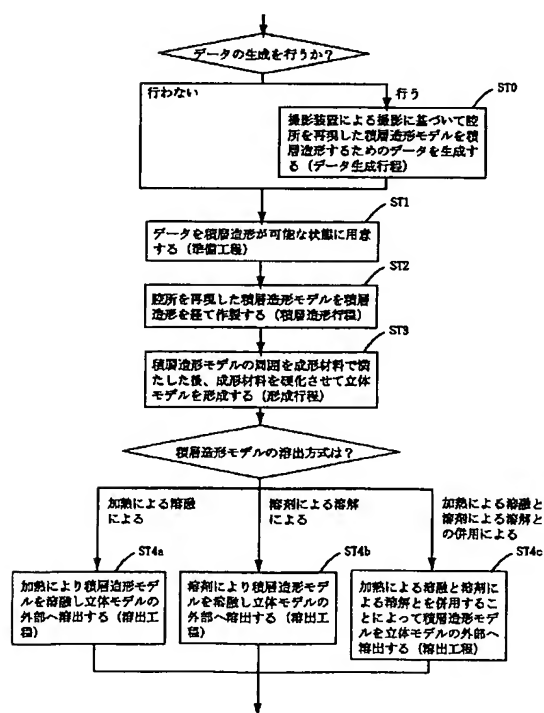 データの生成を行うか?
行わない
行う
ST0
撮影装置による撮影に基づいて腔
所を再現した積層造形モデルを積
層造形するためのデータを生成す
る(データ生成行程)
ST1
データを積層造形が可能な状態に用意
する(準備工程)
ST2
腔所を再現した積層造形モデルを積層
造形を経て作製する(積層造形行程)
ST3
積層造形モデルの周囲を成形材料で満
たした後、成形材料を硬化させて立体
モデルを形成する(形成行程)
積層造形モデルの溶出方式は?
加熱による溶融
による
溶剤による溶解
による
加熱による溶融と
溶剤による溶解と
の併用による
ST4a
加熱により積層造形モデ
ルを溶融し立体モデルの
外部へ溶出する(溶出工
程)
ST4b
溶剤により積層造形モデ
ルを溶融し立体モデルの
外部へ溶出する(溶出工
程)
ST4c
加熱による溶融と溶剤に
よる溶解とを併用するこ
とによって積層造形モデ
ルを立体モデルの外部へ
溶出する(溶出工程)